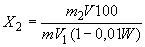 X₂ = m₂V100 / mV₁(1 − 0,01W)